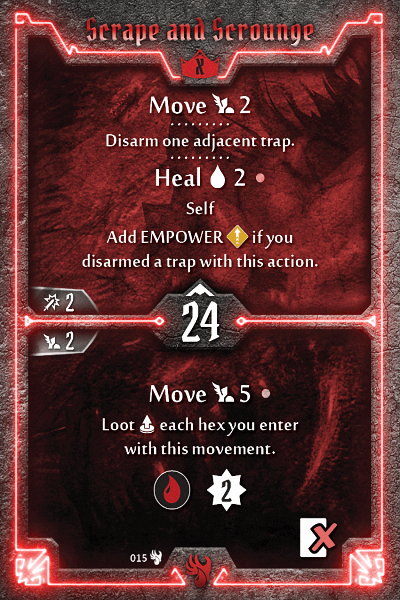 Scrape and Scrounge
Move 2
Disarm one adjacent trap.
Heal 2
Self
Add EMPOWER if you
disarmed a trap with this action.
2
24
2
Move 5
Loot each hex you enter
with this movement.
2
015